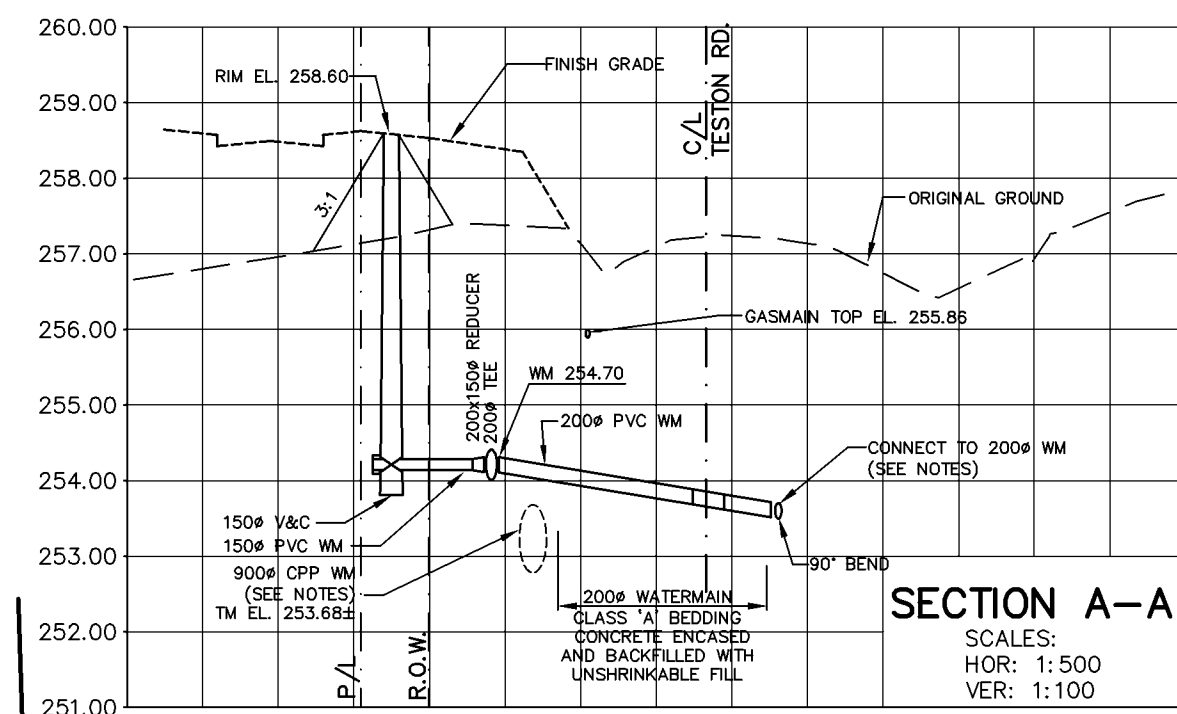 260.00
259.00
258.00
257.00
256.00
255.00
254.00
253.00
252.00
251.00
RIM EL. 258.60
FINISH GRADE
C/L
TESTON RD.
3:1
ORIGINAL GROUND
GASMAIN TOP EL. 255.86
200x150ø REDUCER
200ø TEE
WM 254.70
200ø PVC WM
CONNECT TO 200ø WM
(SEE NOTES)
150ø V&C
150ø PVC WM
900ø CPP WM
(SEE NOTES)
TM EL. 253.68±
90° BEND
200ø WATERMAIN
CLASS 'A' BEDDING
CONCRETE ENCASED
AND BACKFILLED WITH
UNSHRINKABLE FILL
P/L
R.O.W.
SECTION A-A
SCALES:
HOR: 1:500
VER: 1:100